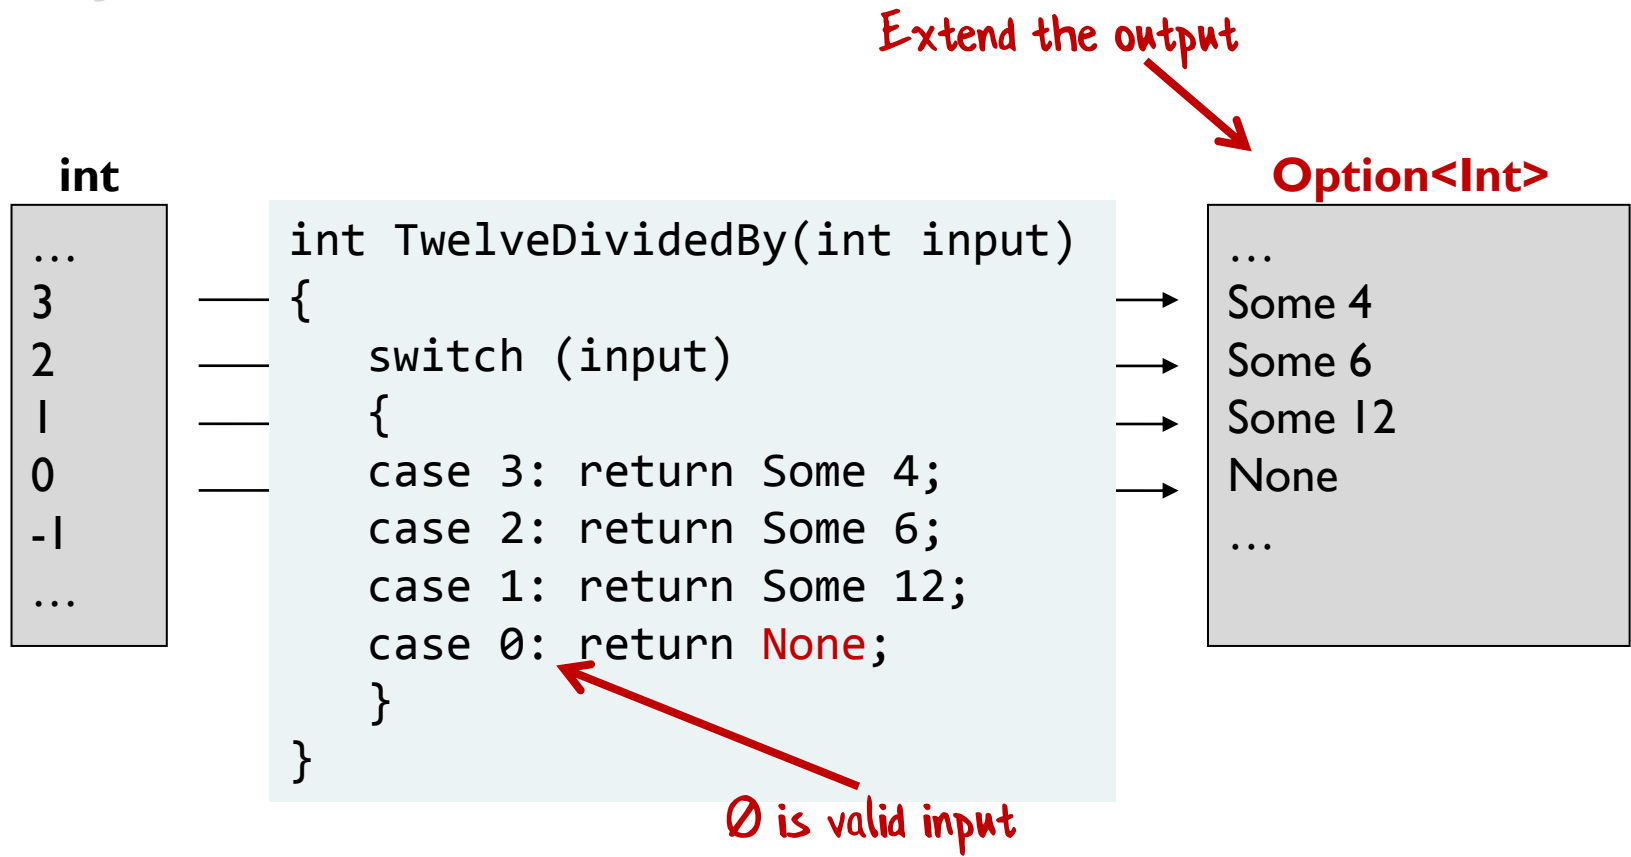 Extend the output
int
…
3
2
1
0
-1
…
int TwelveDividedBy(int input)
{
switch (input)
{
case 3: return Some 4;
case 2: return Some 6;
case 1: return Some 12;
case 0: return None;
}
}
Option<Int>
…
Some 4
Some 6
Some 12
None
…
0 is valid input